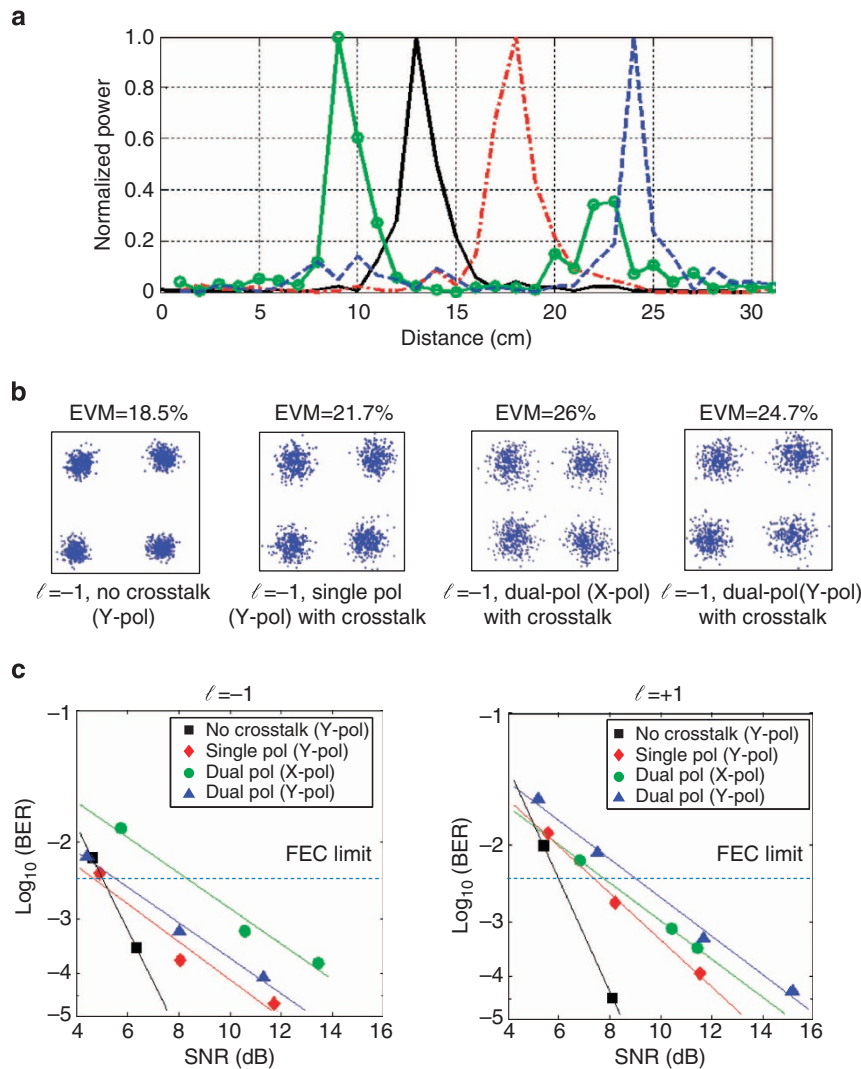 a
Normalized power
1.0
0.8
0.6
0.4
0.2
0
0 5 10 15 20 25 30
Distance (cm)
b
EVM=18.5% EVM=21.7% EVM=26% EVM=24.7%
ℓ=−1, no crosstalk (Y-pol)
ℓ=−1, single pol (Y-pol) with crosstalk
ℓ=−1, dual-pol (X-pol) with crosstalk
ℓ=−1, dual-pol(Y-pol) with crosstalk
c
ℓ=−1
Log10 (BER)
−1
−2
−3
−4
−5
No crosstalk (Y-pol)
Single pol (Y-pol)
Dual pol (X-pol)
Dual pol (Y-pol)
FEC limit
4 6 8 10 12 14 16
SNR (dB)
ℓ=+1
Log10 (BER)
−1
−2
−3
−4
−5
No crosstalk (Y-pol)
Single pol (Y-pol)
Dual pol (X-pol)
Dual pol (Y-pol)
FEC limit
4 6 8 10 12 14 16
SNR (dB)